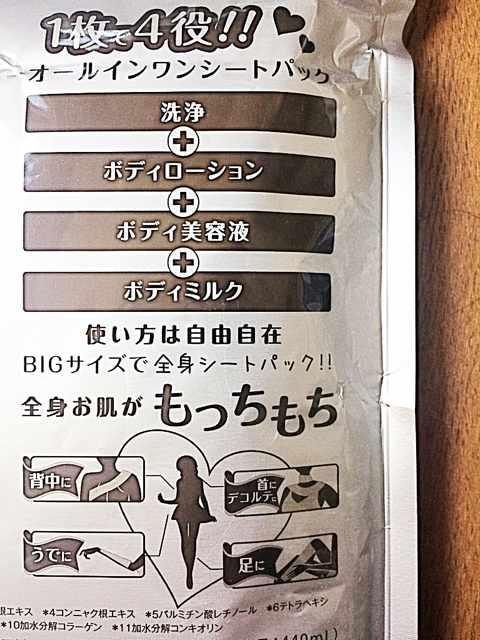 1枚で4役!!
オールインワンシートパック
洗浄
+
ボディローション
+
ボディ美容液
+
ボディミルク
使い方は自由自在
BIGサイズで全身シートパック!!
全身お肌が もっちもち
背中に
首に
デコルテに
うでに
足に
根エキス *4コンニャク根エキス *5パルミチン酸レチノール *6テトラヘキシ
*10加水分解コラーゲン *11加水分解コンキオリン